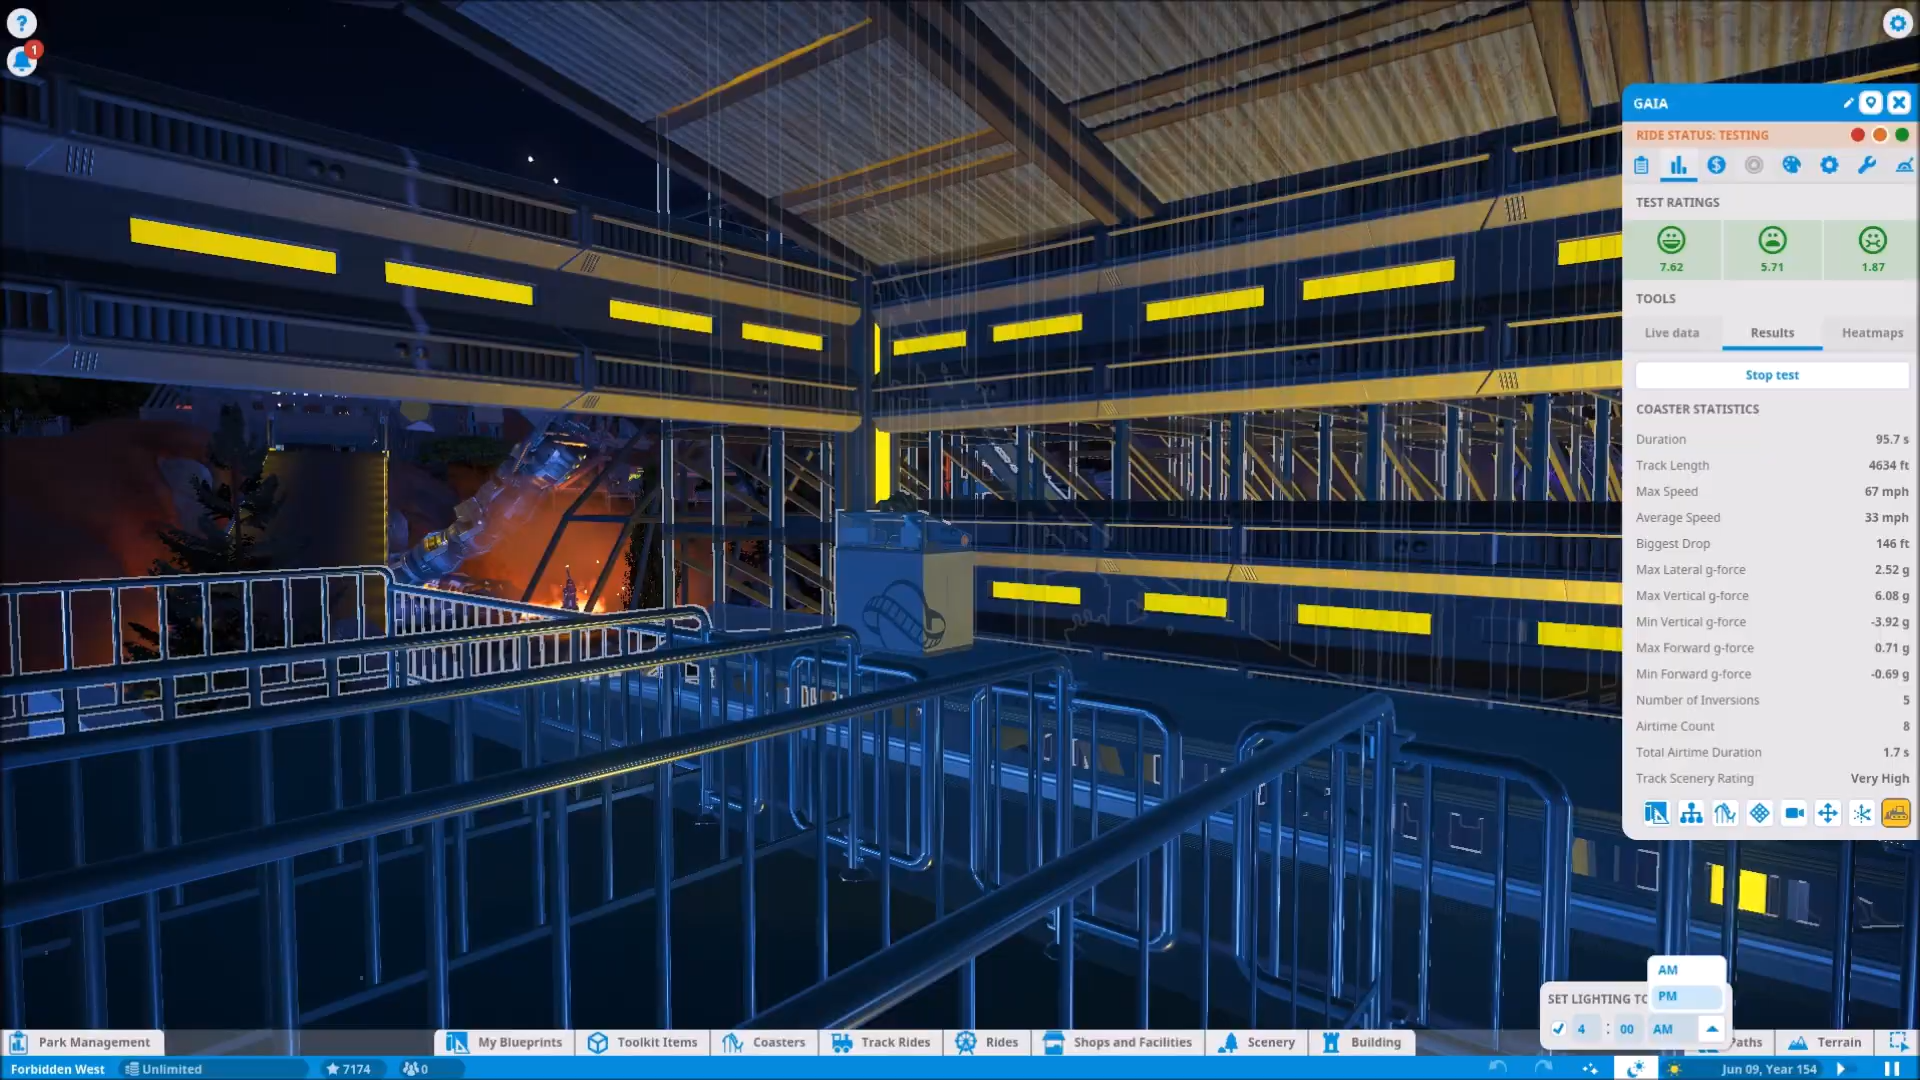 ?
1
GAIA
RIDE STATUS: TESTING
TEST RATINGS
7.62 5.71 1.87
TOOLS
Live data Results Heatmaps
Stop test
COASTER STATISTICS
Duration 95.7 s
Track Length 4634 ft
Max Speed 67 mph
Average Speed 33 mph
Biggest Drop 146 ft
Max Lateral g-force 2.52 g
Max Vertical g-force 6.08 g
Min Vertical g-force -3.92 g
Max Forward g-force 0.71 g
Min Forward g-force -0.69 g
Number of Inversions 5
Airtime Count 8
Total Airtime Duration 1.7 s
Track Scenery Rating Very High
AM
SET LIGHTING TO PM
4 : 00 AM
Park Management My Blueprints Toolkit Items Coasters Track Rides Rides Shops and Facilities Scenery Building Paths Terrain
Forbidden West Unlimited 7174 0 Jun 09, Year 154